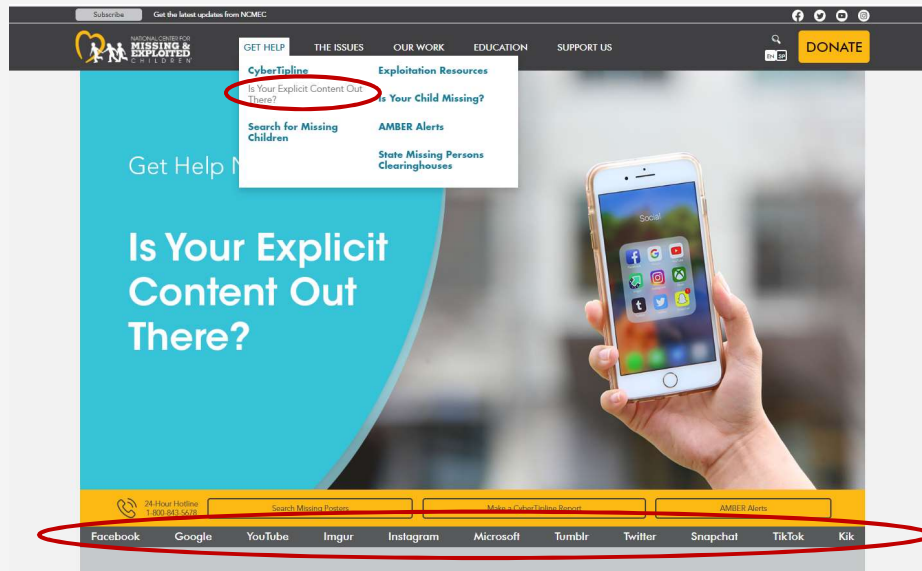 Subscribe Get the latest updates from NCMEC
NATIONAL CENTER FOR
MISSING &
EXPLOITED
CHILDREN
GET HELP THE ISSUES OUR WORK EDUCATION SUPPORT US
EN SP
DONATE
CyberTipline
Is Your Explicit Content Out
There?
Search for Missing
Children
Exploitation Resources
Is Your Child Missing?
AMBER Alerts
State Missing Persons
Clearinghouses
Get Help N
Is Your Explicit
Content Out
There?
Social
24-Hour Hotline
1-800-843-5678
Search Missing Posters
Make a CyberTipline Report
AMBER Alerts
Facebook Google YouTube Imgur Instagram Microsoft Tumblr Twitter Snapchat TikTok Kik